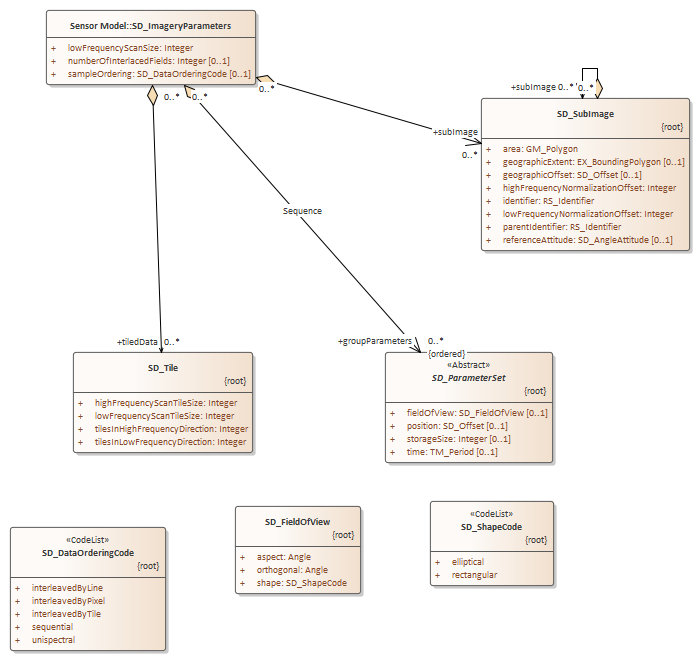 Sensor Model::SD_ImageryParameters
+ lowFrequencyScanSize: Integer
+ numberOfInterlacedFields: Integer [0..1]
+ sampleOrdering: SD_DataOrderingCode [0..1]
0..*
0..*
0..*
+subImage
0..*
+subImage 0..*
0..*
SD_SubImage
{root}
+ area: GM_Polygon
+ geographicExtent: EX_BoundingPolygon [0..1]
+ geographicOffset: SD_Offset [0..1]
+ highFrequencyNormalizationOffset: Integer
+ identifier: RS_Identifier
+ lowFrequencyNormalizationOffset: Integer
+ parentIdentifier: RS_Identifier
+ referenceAttitude: SD_AngleAttitude [0..1]
Sequence
+tiledData 0..*
+groupParameters 0..*
{ordered}
SD_Tile
{root}
+ highFrequencyScanTileSize: Integer
+ lowFrequencyScanTileSize: Integer
+ tilesInHighFrequencyDirection: Integer
+ tilesInLowFrequencyDirection: Integer
«Abstract»
SD_ParameterSet
{root}
+ fieldOfView: SD_FieldOfView [0..1]
+ position: SD_Offset [0..1]
+ storageSize: Integer [0..1]
+ time: TM_Period [0..1]
«CodeList»
SD_DataOrderingCode
{root}
+ interleavedByLine
+ interleavedByPixel
+ interleavedByTile
+ sequential
+ unispectral
SD_FieldOfView
{root}
+ aspect: Angle
+ orthogonal: Angle
+ shape: SD_ShapeCode
«CodeList»
SD_ShapeCode
{root}
+ elliptical
+ rectangular